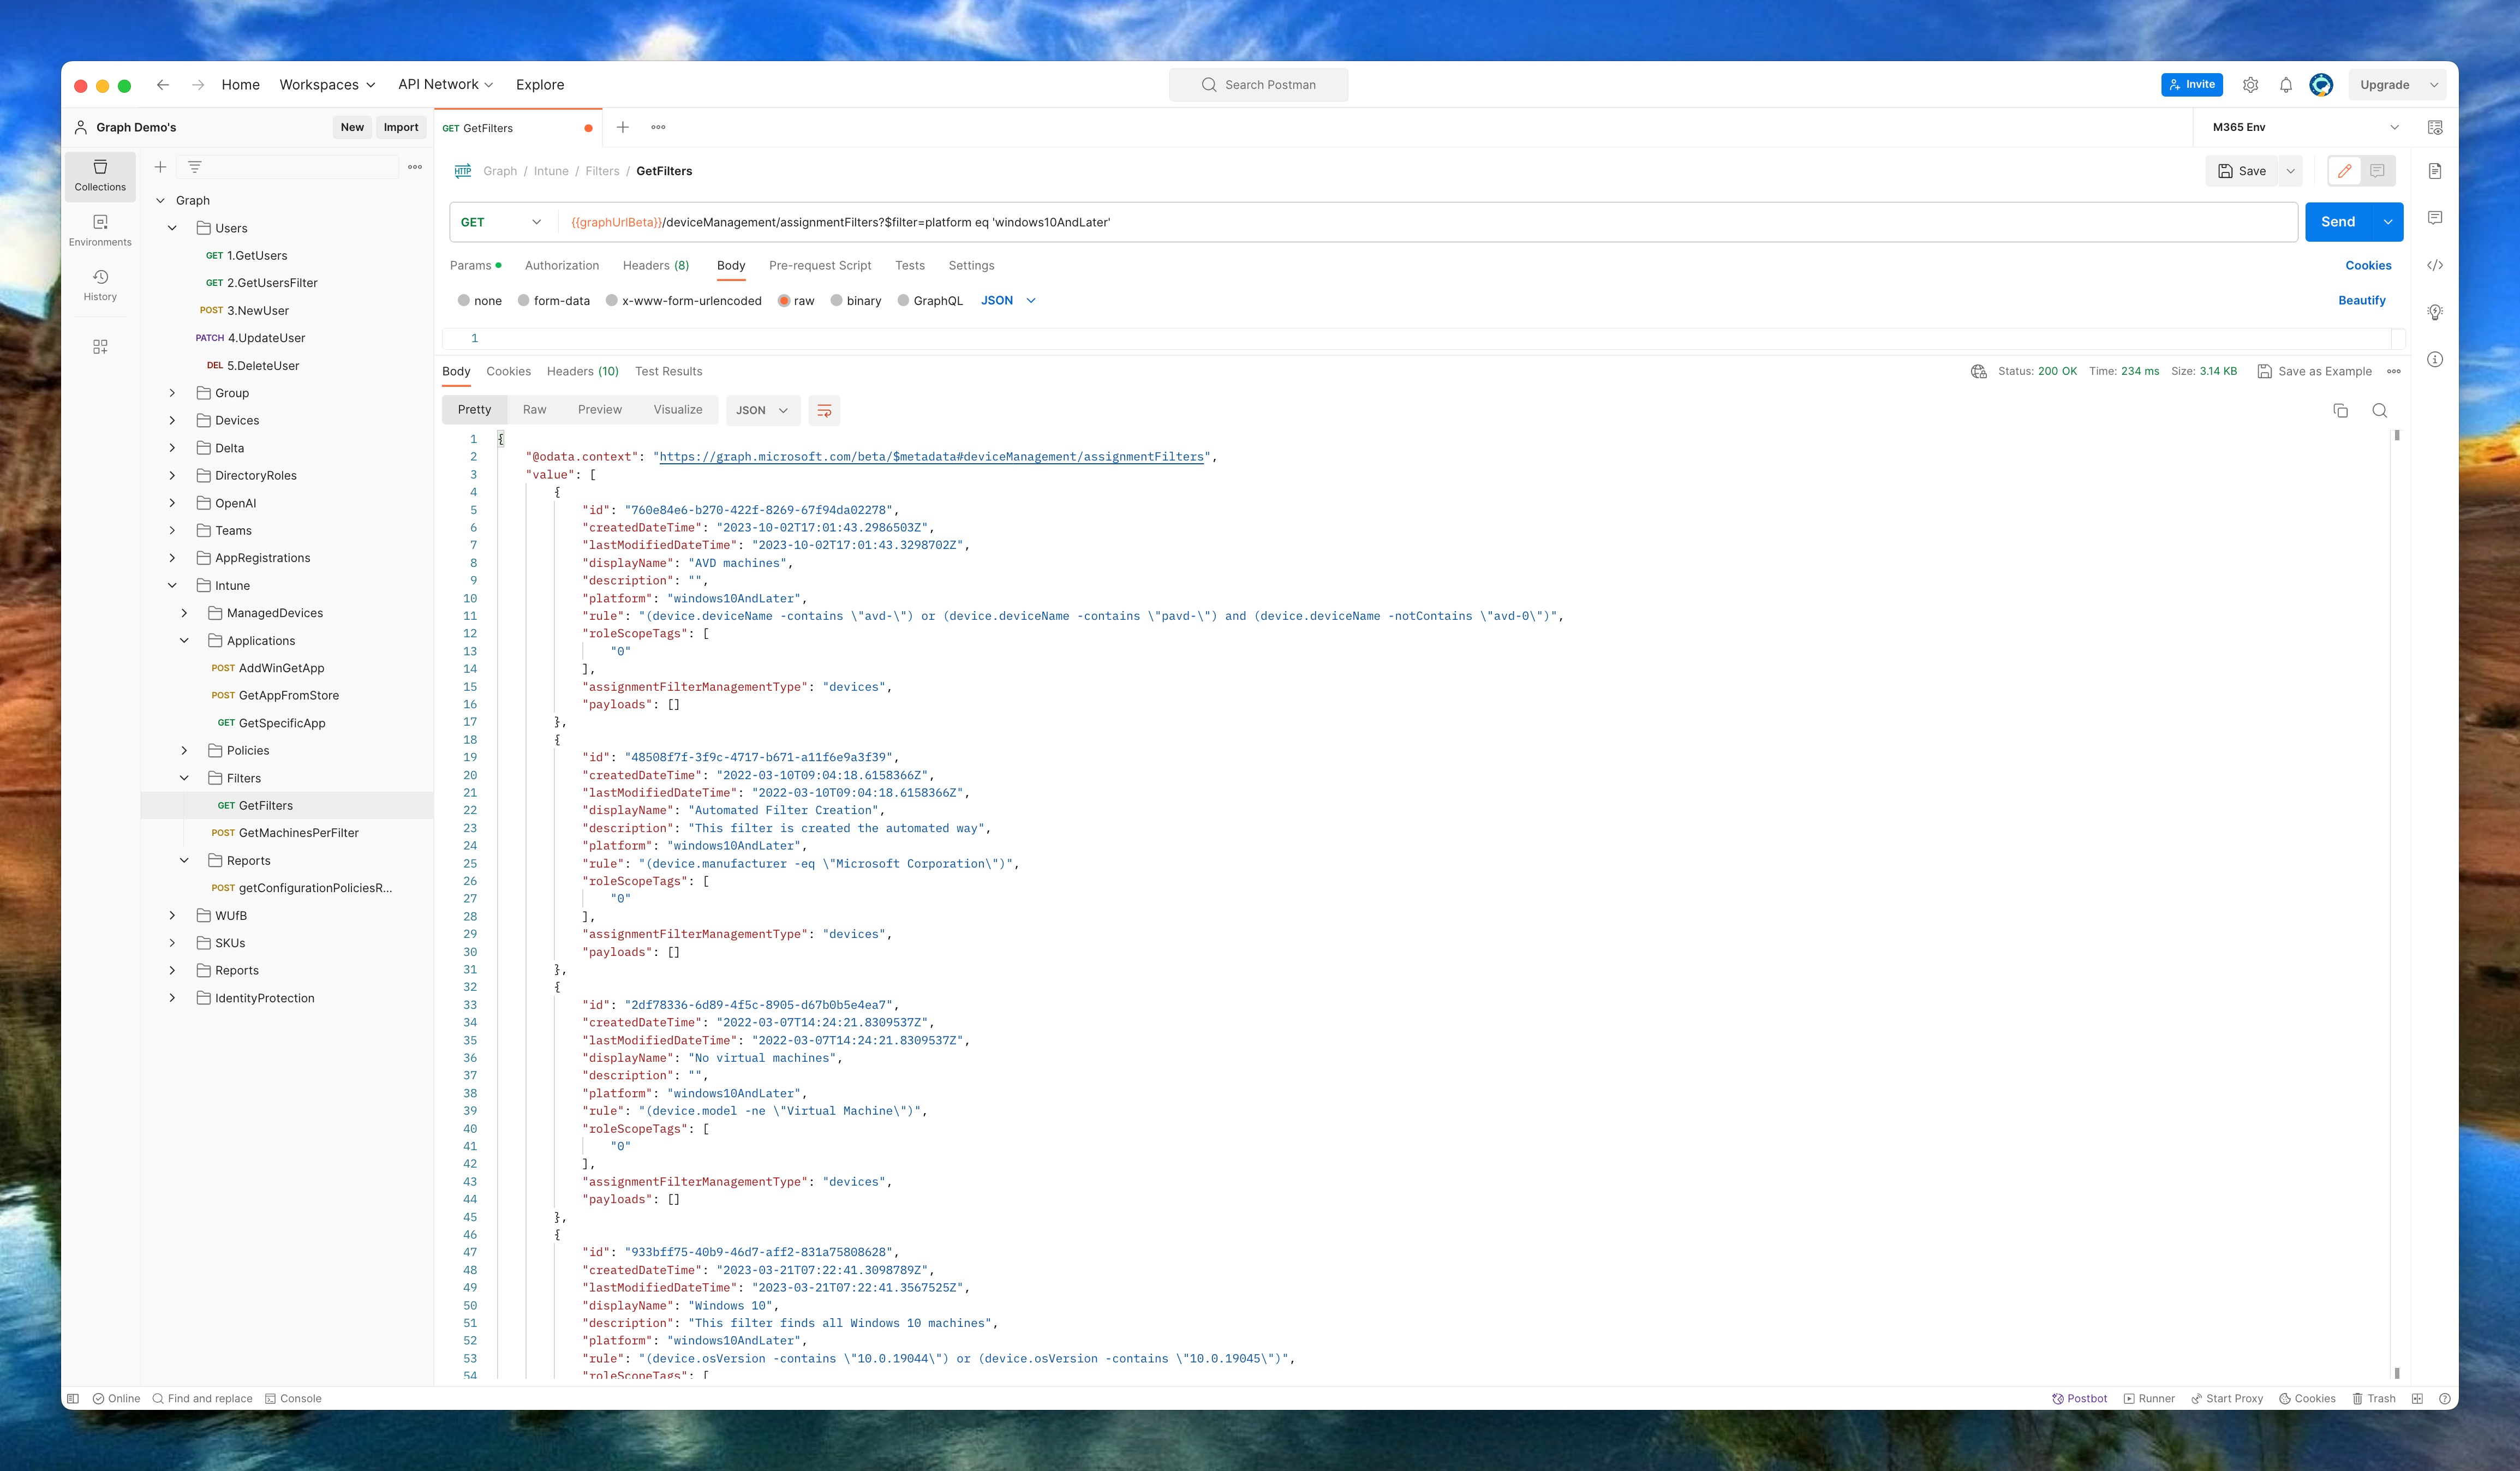 Home Workspaces API Network Explore
Search Postman
Invite Upgrade
Graph Demo's New Import
GET GetFilters
M365 Env
Collections
Environments
History
Graph
Users
GET 1.GetUsers
GET 2.GetUsersFilter
POST 3.NewUser
PATCH 4.UpdateUser
DEL 5.DeleteUser
Group
Devices
Delta
DirectoryRoles
OpenAI
Teams
AppRegistrations
Intune
ManagedDevices
Applications
POST AddWinGetApp
POST GetAppFromStore
GET GetSpecificApp
Policies
Filters
GET GetFilters
POST GetMachinesPerFilter
Reports
POST getConfigurationPoliciesR...
WUfB
SKUs
Reports
IdentityProtection
HTTP Graph / Intune / Filters / GetFilters
Save
GET {{graphUrlBeta}}/deviceManagement/assignmentFilters?$filter=platform eq 'windows10AndLater'
Send
Params Authorization Headers (8) Body Pre-request Script Tests Settings
Cookies
none form-data x-www-form-urlencoded raw binary GraphQL JSON
Beautify
1
Body Cookies Headers (10) Test Results
Status: 200 OK Time: 234 ms Size: 3.14 KB Save as Example
Pretty Raw Preview Visualize JSON
1 {
2 "@odata.context": "https://graph.microsoft.com/beta/$metadata#deviceManagement/assignmentFilters",
3 "value": [
4 {
5 "id": "760e84e6-b270-422f-8269-67f94da02278",
6 "createdDateTime": "2023-10-02T17:01:43.2986503Z",
7 "lastModifiedDateTime": "2023-10-02T17:01:43.3298702Z",
8 "displayName": "AVD machines",
9 "description": "",
10 "platform": "windows10AndLater",
11 "rule": "(device.deviceName -contains \"avd-\") or (device.deviceName -contains \"pavd-\") and (device.deviceName -notContains \"avd-0\")",
12 "roleScopeTags": [
13 "0"
14 ],
15 "assignmentFilterManagementType": "devices",
16 "payloads": []
17 },
18 {
19 "id": "48508f7f-3f9c-4717-b671-a11f6e9a3f39",
20 "createdDateTime": "2022-03-10T09:04:18.6158366Z",
21 "lastModifiedDateTime": "2022-03-10T09:04:18.6158366Z",
22 "displayName": "Automated Filter Creation",
23 "description": "This filter is created the automated way",
24 "platform": "windows10AndLater",
25 "rule": "(device.manufacturer -eq \"Microsoft Corporation\")",
26 "roleScopeTags": [
27 "0"
28 ],
29 "assignmentFilterManagementType": "devices",
30 "payloads": []
31 },
32 {
33 "id": "2df78336-6d89-4f5c-8905-d67b0b5e4ea7",
34 "createdDateTime": "2022-03-07T14:24:21.8309537Z",
35 "lastModifiedDateTime": "2022-03-07T14:24:21.8309537Z",
36 "displayName": "No virtual machines",
37 "description": "",
38 "platform": "windows10AndLater",
39 "rule": "(device.model -ne \"Virtual Machine\")",
40 "roleScopeTags": [
41 "0"
42 ],
43 "assignmentFilterManagementType": "devices",
44 "payloads": []
45 },
46 {
47 "id": "933bff75-40b9-46d7-aff2-831a75808628",
48 "createdDateTime": "2023-03-21T07:22:41.3098789Z",
49 "lastModifiedDateTime": "2023-03-21T07:22:41.3567525Z",
50 "displayName": "Windows 10",
51 "description": "This filter finds all Windows 10 machines",
52 "platform": "windows10AndLater",
53 "rule": "(device.osVersion -contains \"10.0.19044\") or (device.osVersion -contains \"10.0.19045\")",
54 "roleScopeTags": [
Online Find and replace Console
Postbot Runner Start Proxy Cookies Trash